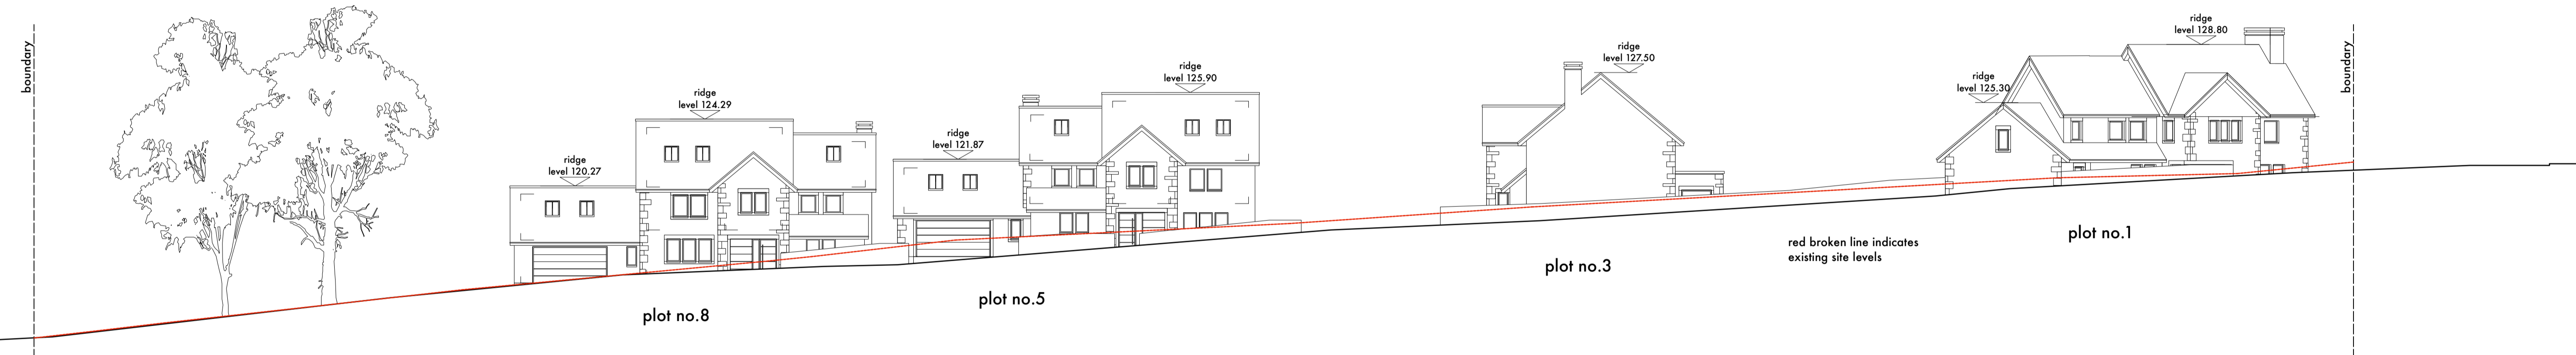 boundary
ridge
level 120.27
ridge
level 124.29
plot no.8
ridge
level 121.87
ridge
level 125.90
plot no.5
ridge
level 127.50
plot no.3
red broken line indicates
existing site levels
ridge
level 125.30
ridge
level 128.80
plot no.1
boundary